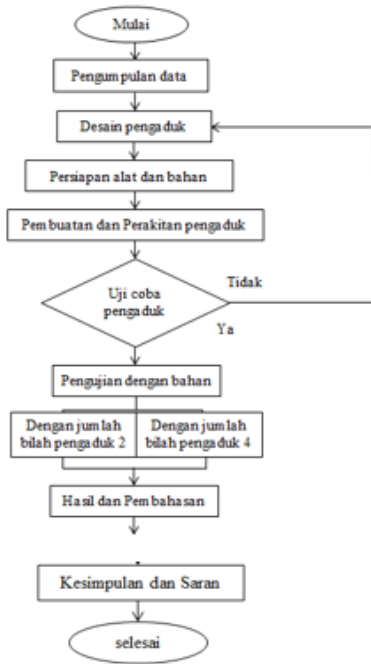 Mulai
Pengumpulan data
Desain pengaduk
Persiapan alat dan bahan
Pembuatan dan Perakitan pengaduk
Uji coba
pengaduk
Tidak
Ya
Pengujian dengan bahan
Dengan jumlah
bilah pengaduk 2
Dengan jumlah
bilah pengaduk 4
Hasil dan Pembahasan
Kesimpulan dan Saran
selesai